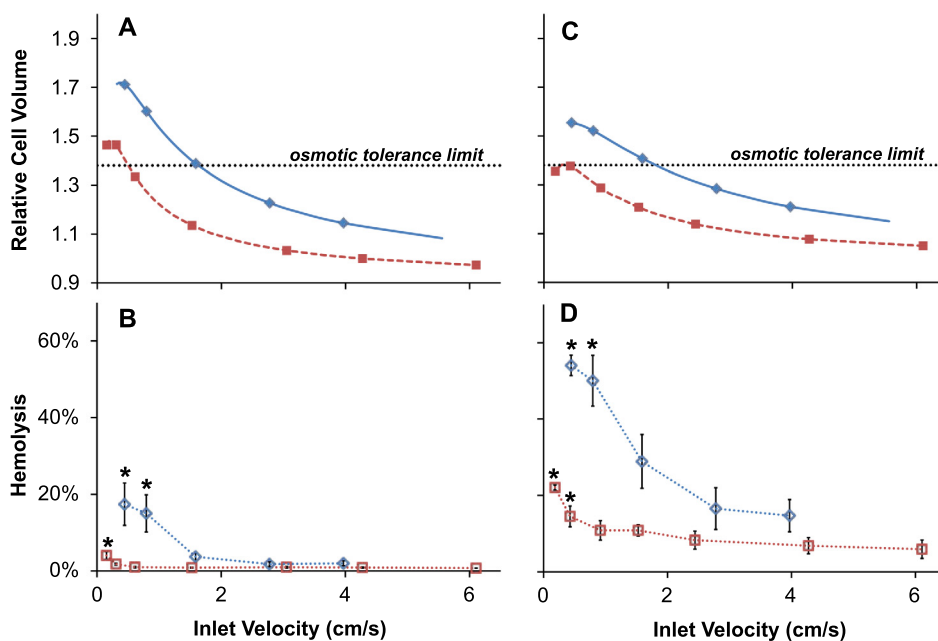 A
C
Relative Cell Volume
1.9
1.7
1.5
1.3
1.1
0.9
osmotic tolerance limit
osmotic tolerance limit
B
D
Hemolysis
60%
40%
20%
0%
* * *
* * * *
0 2 4 6
0 2 4 6
Inlet Velocity (cm/s)
Inlet Velocity (cm/s)